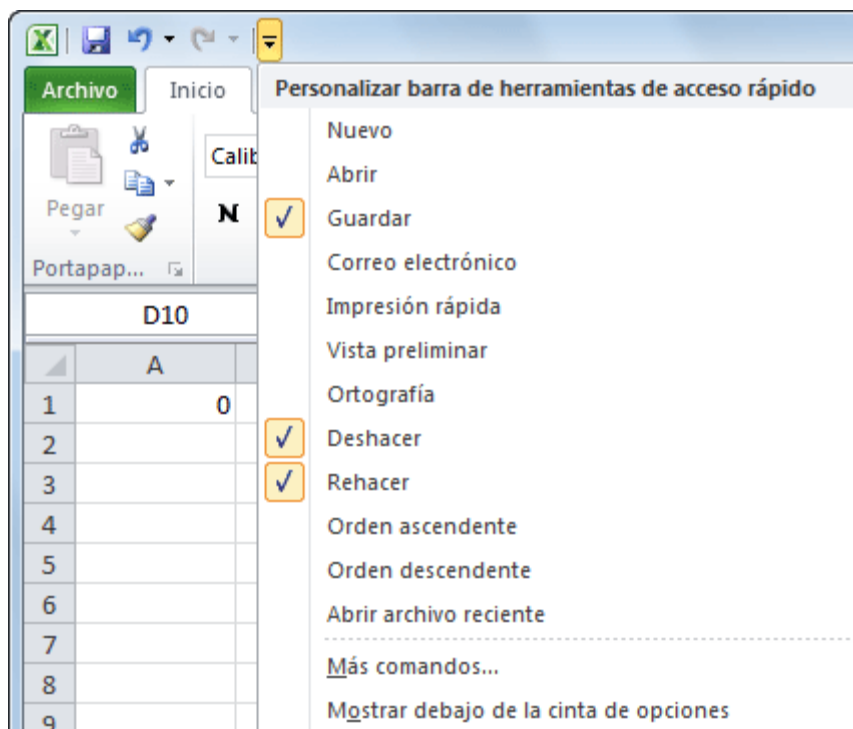 Archivo
Inicio
Personalizar barra de herramientas de acceso rápido
Nuevo
Abrir
Guardar
Correo electrónico
Impresión rápida
Vista preliminar
Ortografía
Deshacer
Rehacer
Orden ascendente
Orden descendente
Abrir archivo reciente
Más comandos...
Mostrar debajo de la cinta de opciones
Pegar
Calib
N
Portapap...
D10
A
1 0
2
3
4
5
6
7
8
9